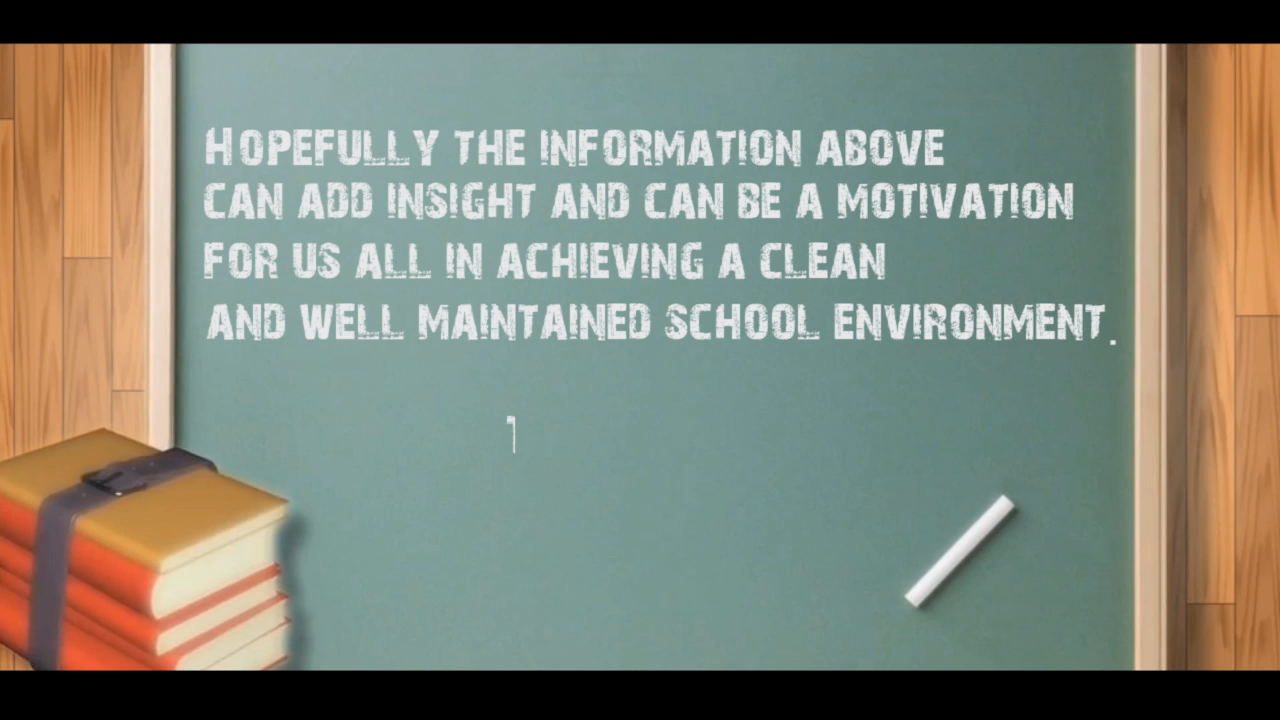 HOPEFULLY THE INFORMATION ABOVE
CAN ADD INSIGHT AND CAN BE A MOTIVATION
FOR US ALL IN ACHIEVING A CLEAN
AND WELL MAINTAINED SCHOOL ENVIRONMENT.